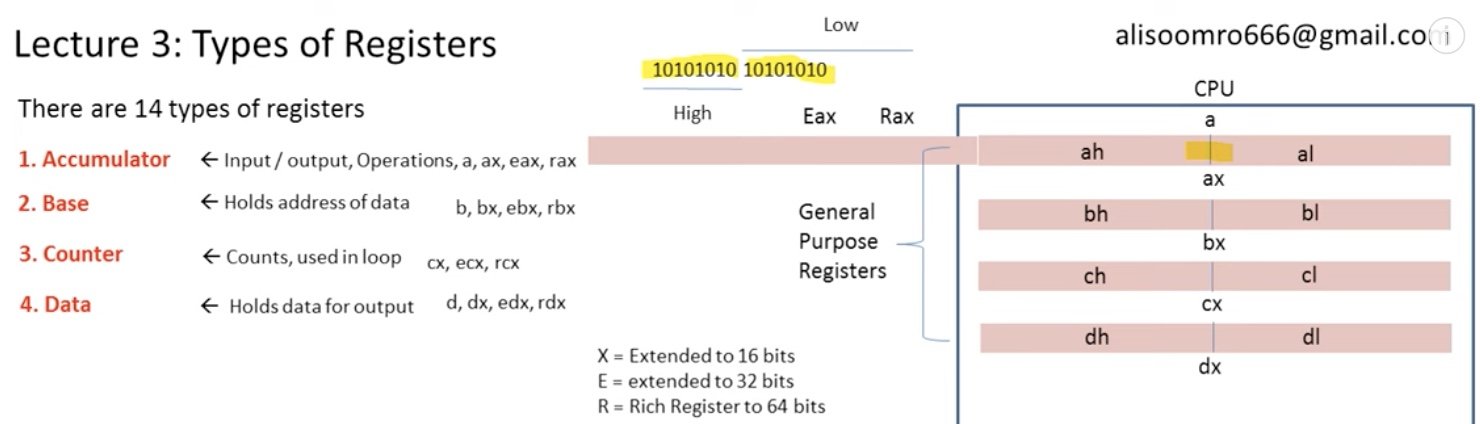 Lecture 3: Types of Registers
There are 14 types of registers
1. Accumulator ← Input / output, Operations, a, ax, eax, rax
2. Base ← Holds address of data b, bx, ebx, rbx
3. Counter ← Counts, used in loop cx, ecx, rcx
4. Data ← Holds data for output d, dx, edx, rdx
Low
10101010 10101010
High
Eax Rax
General
Purpose
Registers
X = Extended to 16 bits
E = extended to 32 bits
R = Rich Register to 64 bits
alisoomro666@gmail.com
CPU
a
ah al
ax
bh bl
bx
ch cl
cx
dh dl
dx